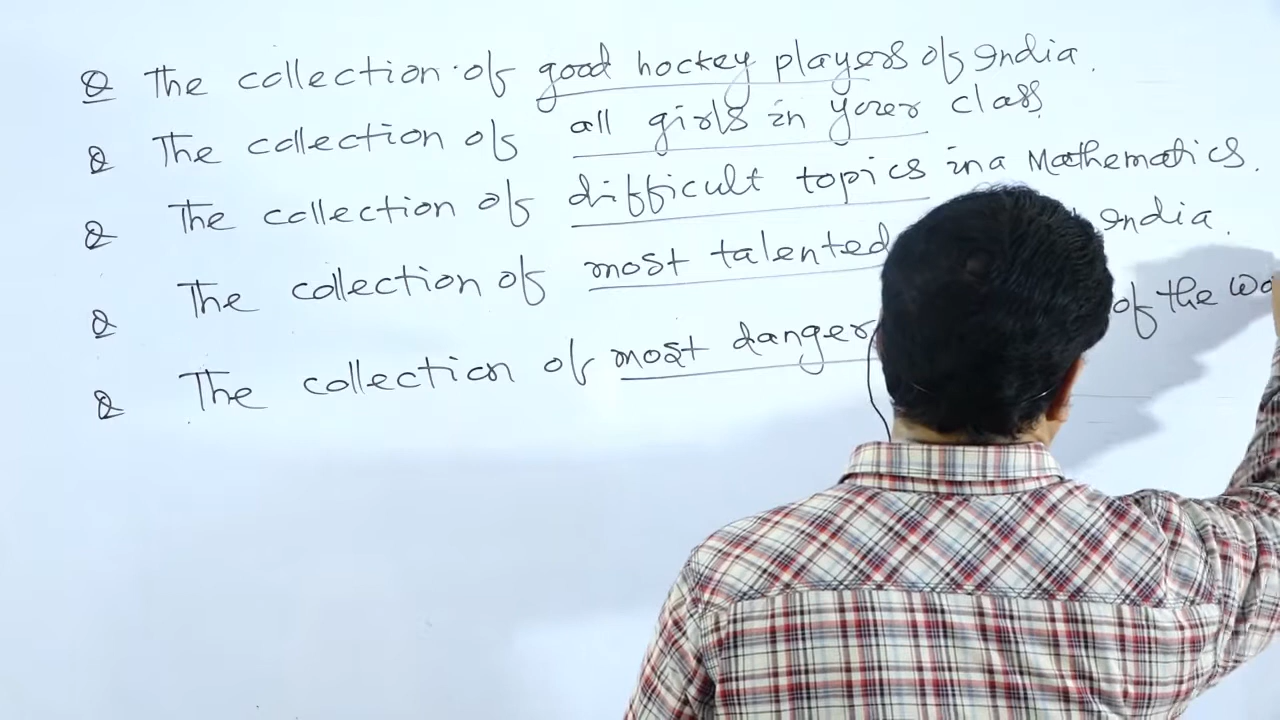 Q The collection of good hockey players of India.
Q The collection of all girls in your class.
Q The collection of difficult topics in a Mathematics.
Q The collection of most talented India.
Q The collection of most of the